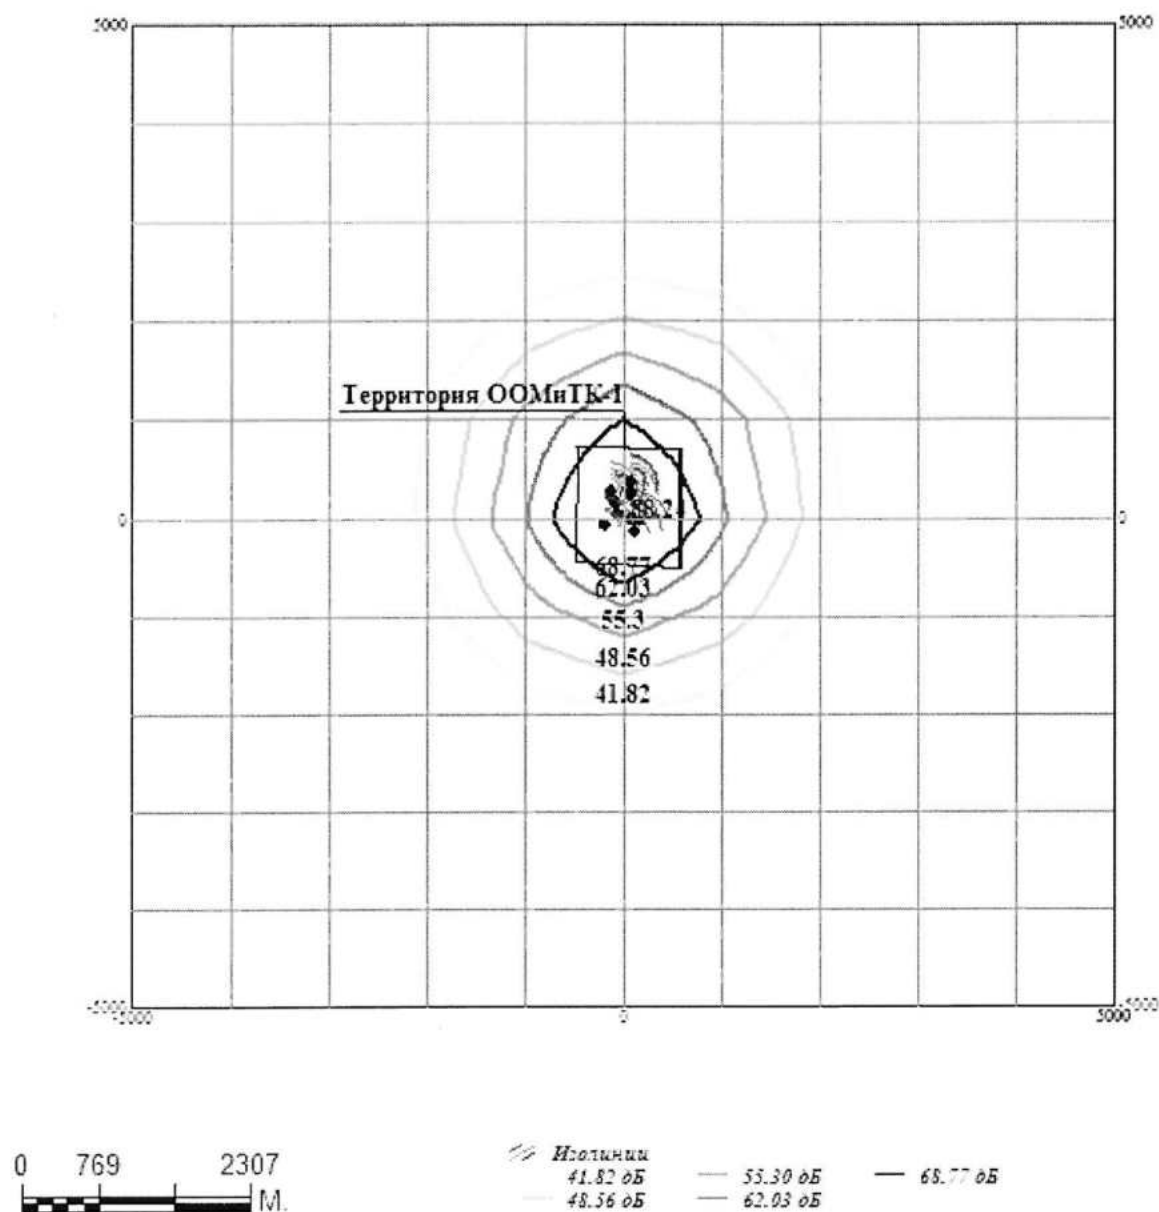 5000 5000
Территория ООМиТК-1
88.2
0 0
68.77
62.03
55.3
48.56
41.82
-5000 -5000
-5000 0 5000
0 769 2307
М.
Изолинии
41.82 дБ 55.30 дБ 68.77 дБ
48.56 дБ 62.03 дБ